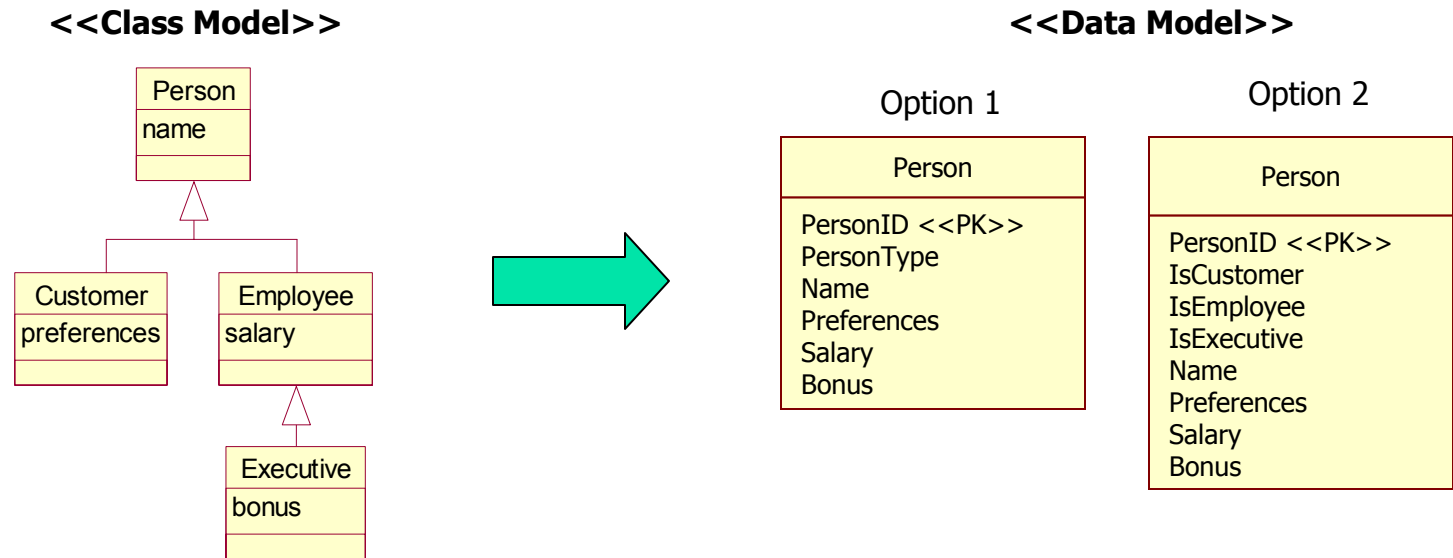 <<Class Model>>
Person
name
Customer
preferences
Employee
salary
Executive
bonus
<<Data Model>>
Option 1
Person
PersonID <<PK>>
PersonType
Name
Preferences
Salary
Bonus
Option 2
Person
PersonID <<PK>>
IsCustomer
IsEmployee
IsExecutive
Name
Preferences
Salary
Bonus